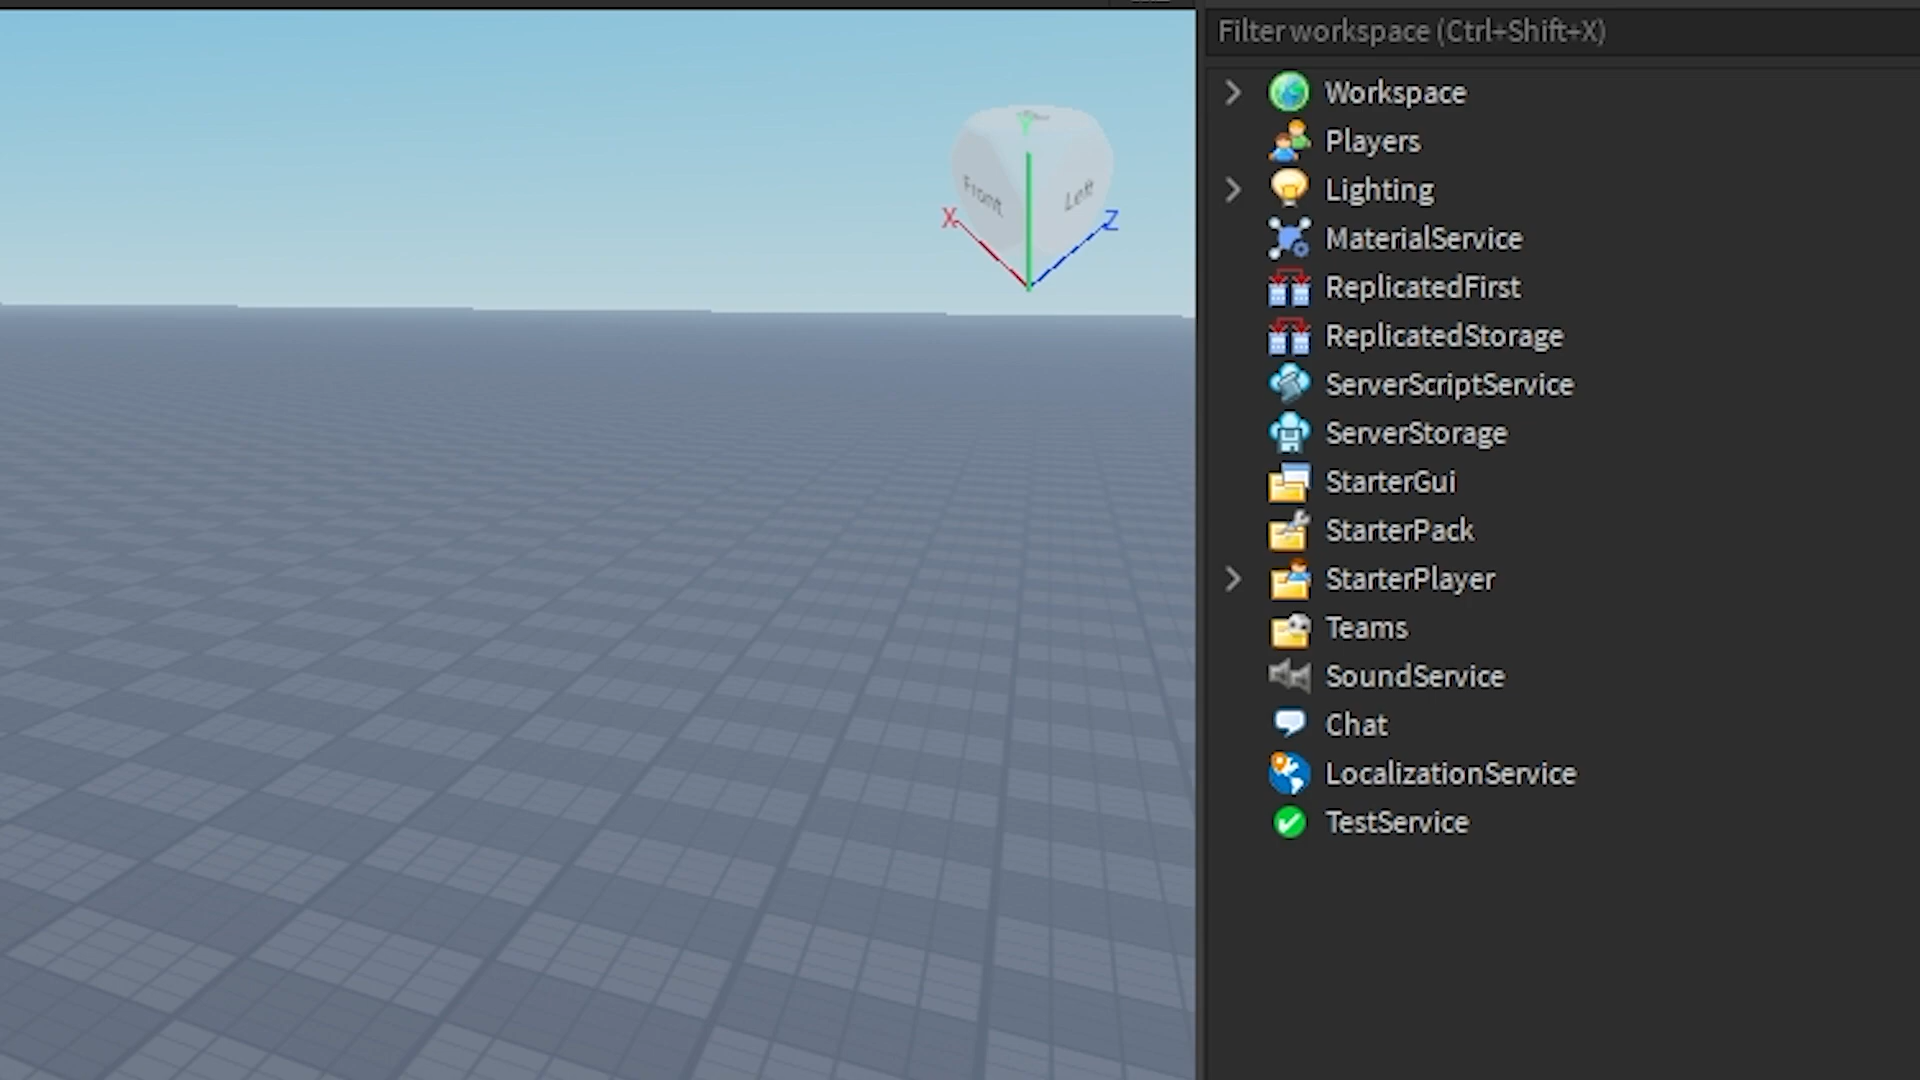 Filter workspace (Ctrl+Shift+X)
Workspace
Players
Lighting
MaterialService
ReplicatedFirst
ReplicatedStorage
ServerScriptService
ServerStorage
StarterGui
StarterPack
StarterPlayer
Teams
SoundService
Chat
LocalizationService
TestService
Y
Front
Left
X
Z